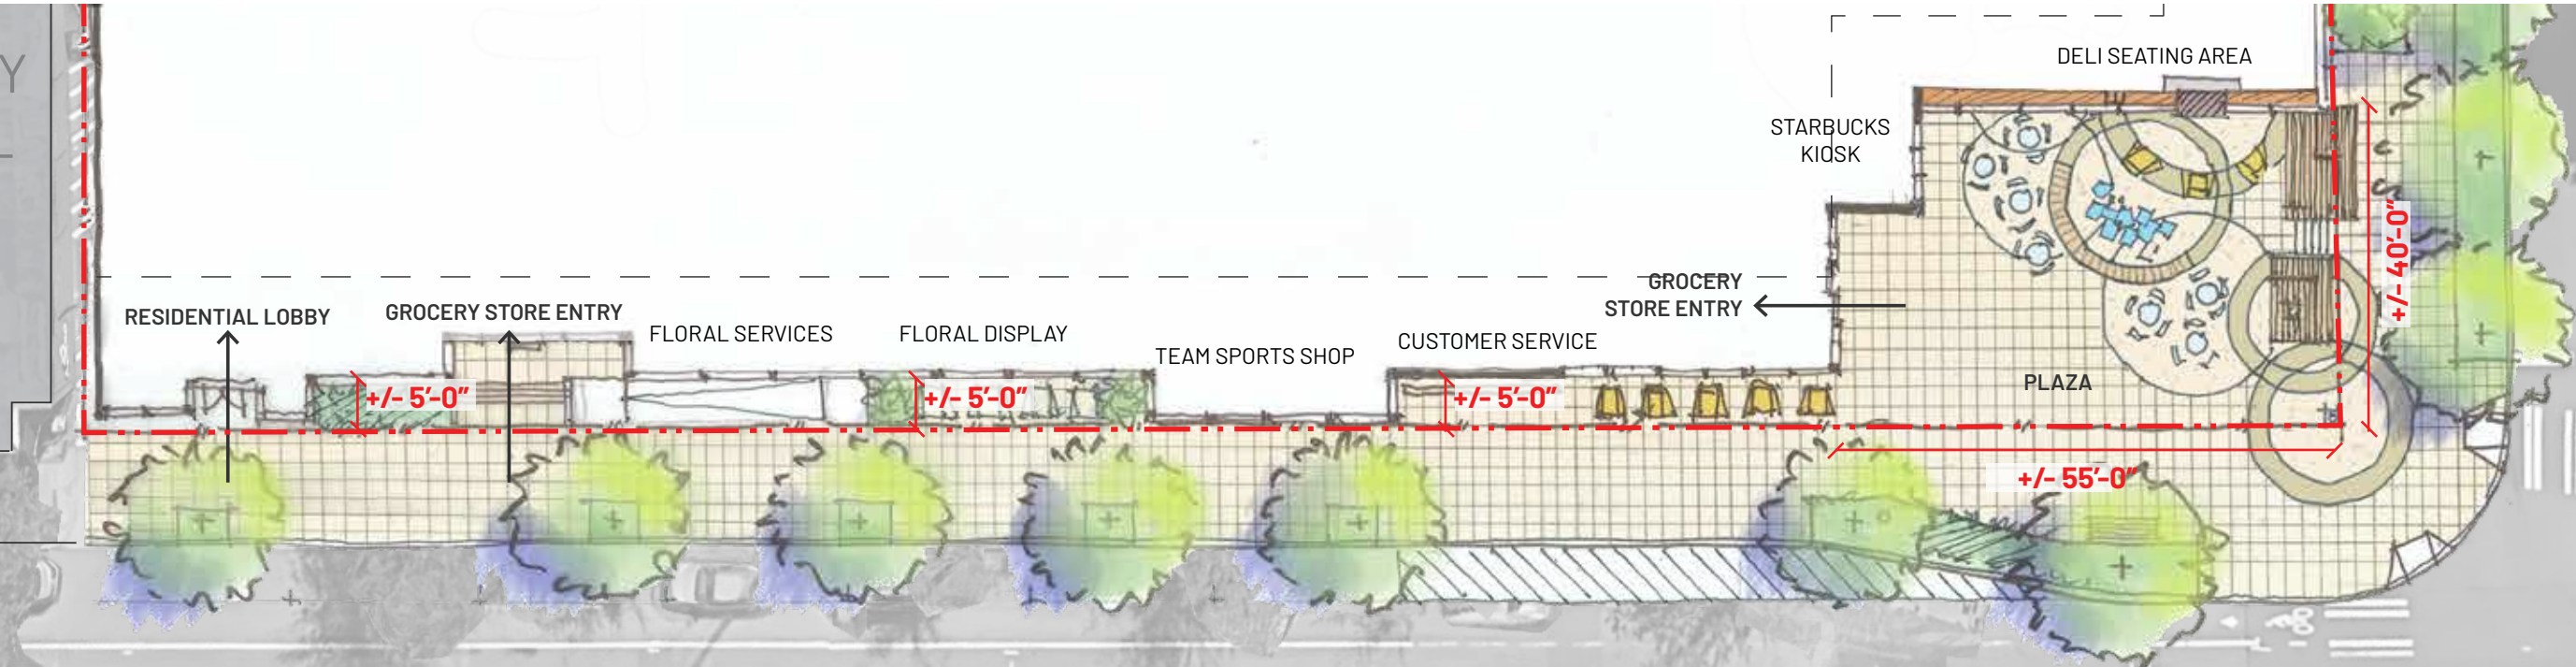 Y
DELI SEATING AREA
STARBUCKS
KIOSK
+/- 40'-0"
GROCERY
STORE ENTRY
RESIDENTIAL LOBBY
GROCERY STORE ENTRY
FLORAL SERVICES
FLORAL DISPLAY
TEAM SPORTS SHOP
CUSTOMER SERVICE
PLAZA
+/- 5'-0"
+/- 5'-0"
+/- 5'-0"
+/- 55'-0"